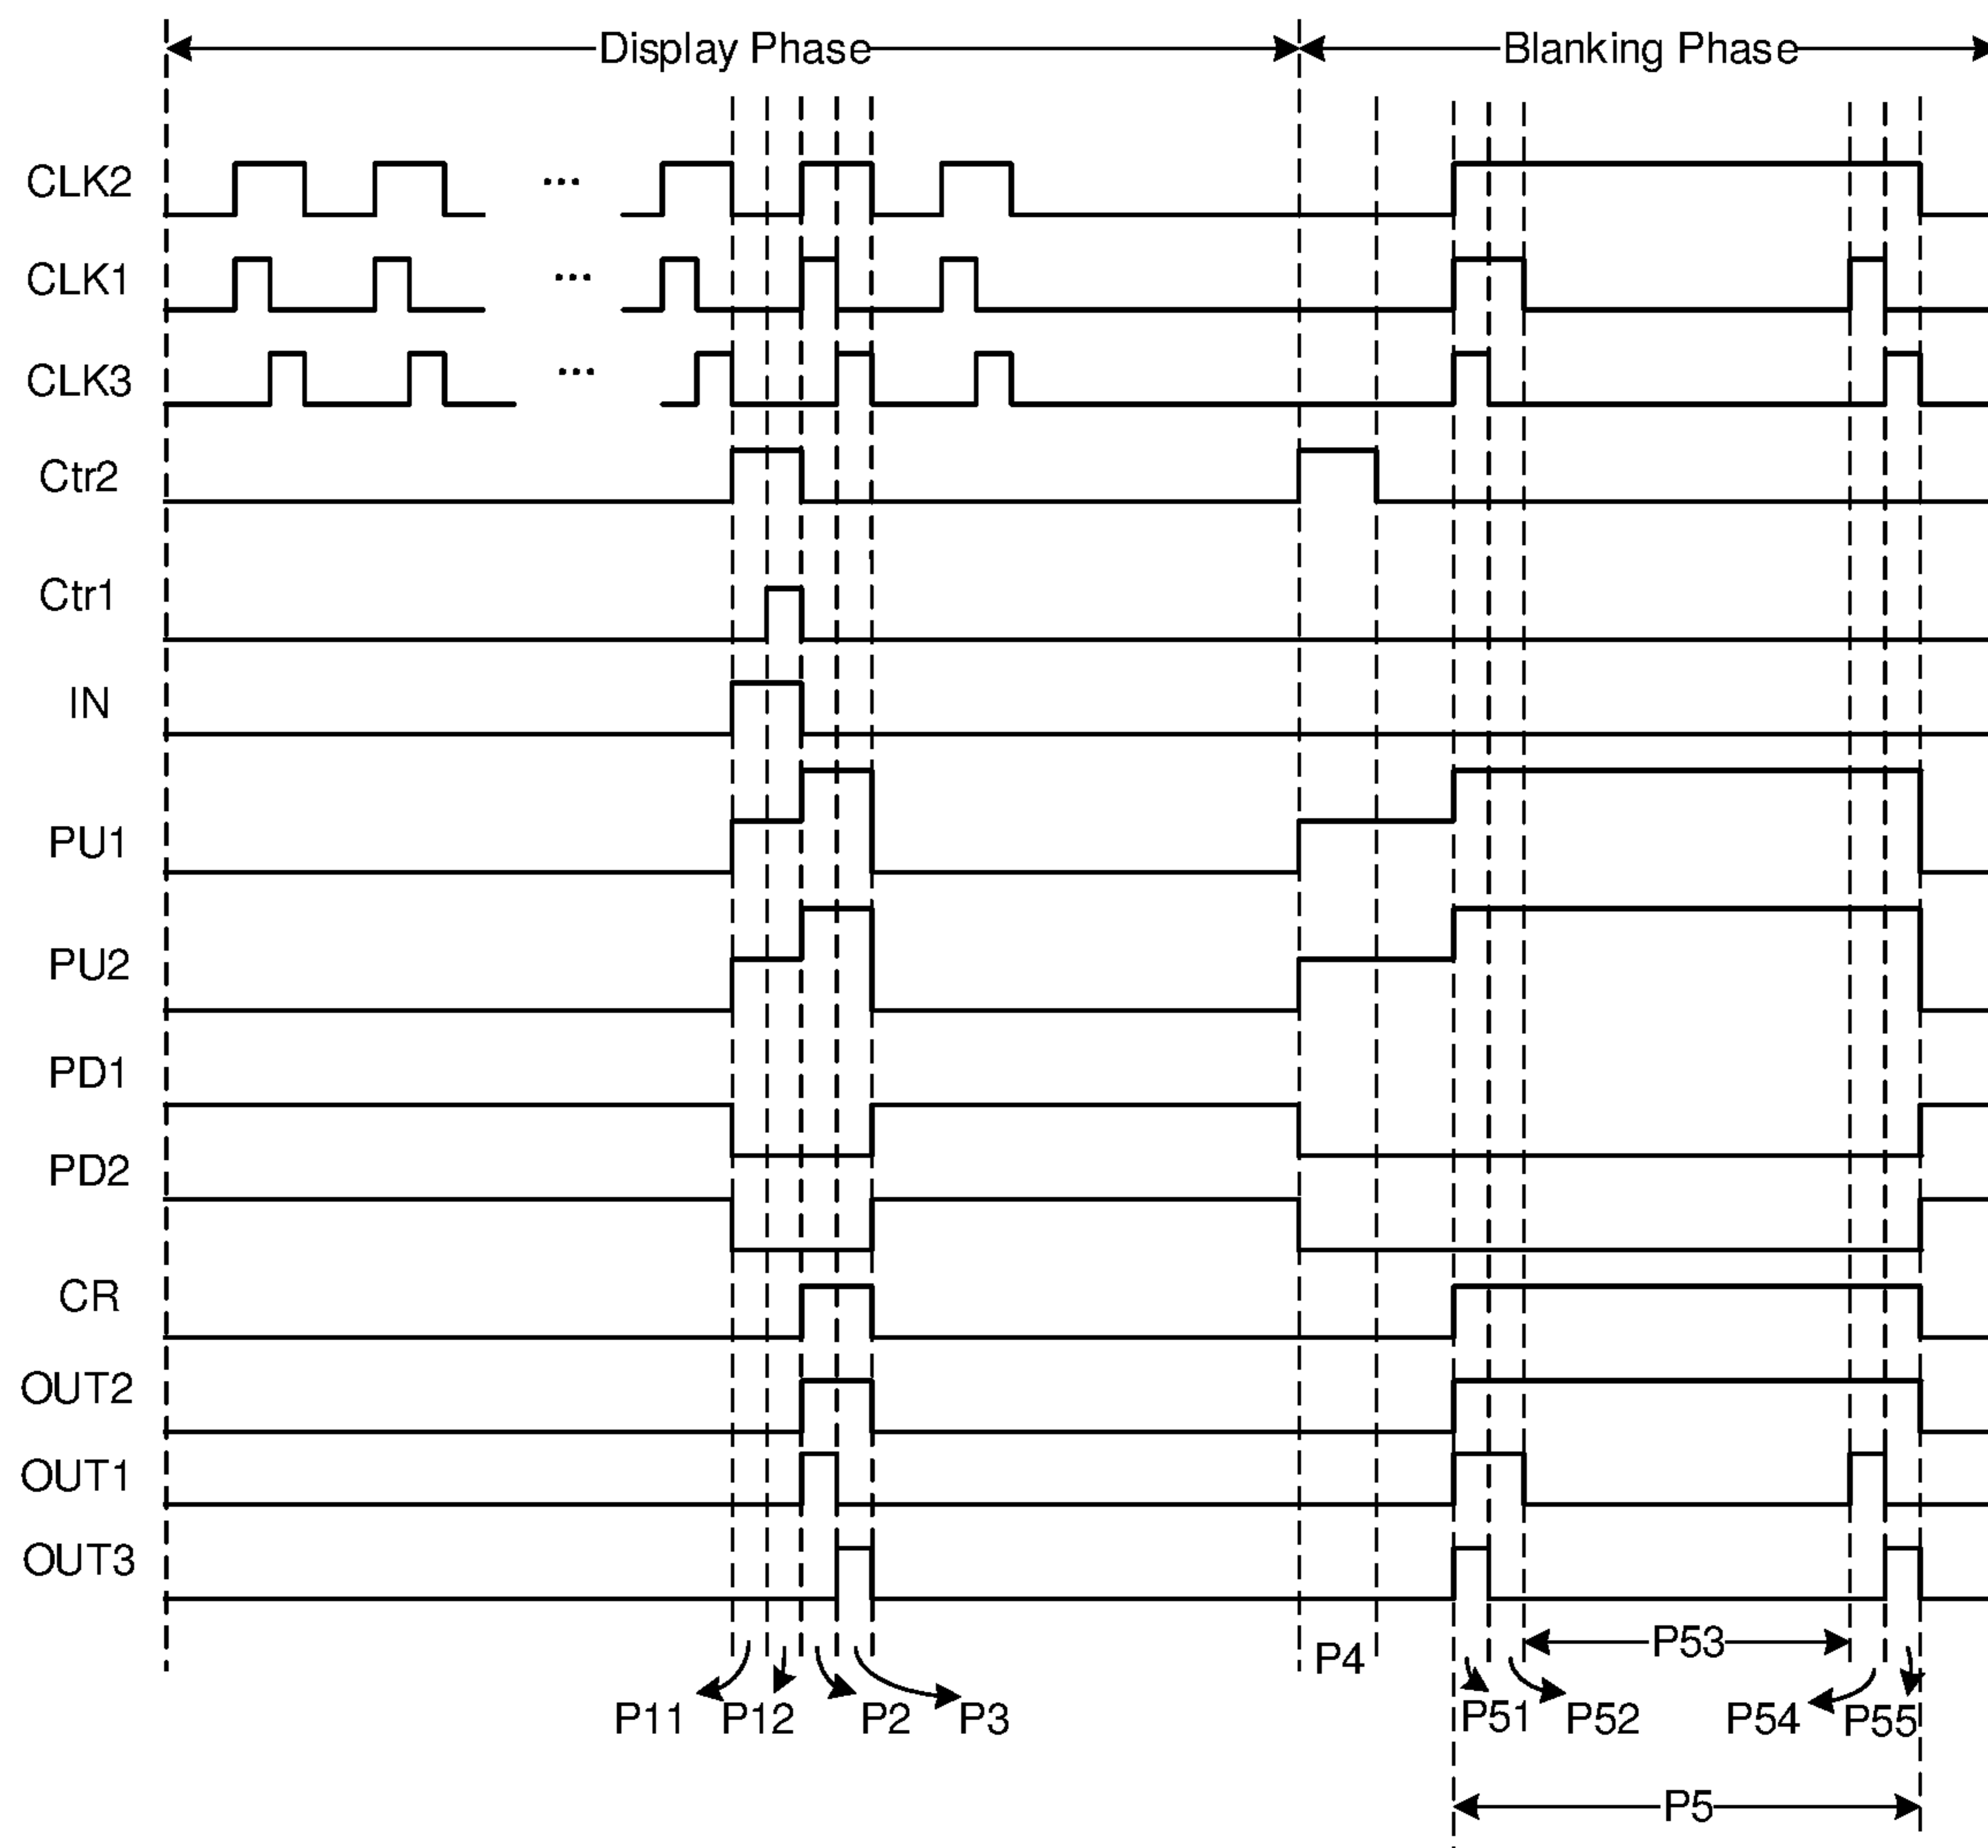 Display Phase
Blanking Phase
CLK2
...
CLK1
...
CLK3
...
Ctr2
Ctr1
IN
PU1
PU2
PD1
PD2
CR
OUT2
OUT1
OUT3
P11
P12
P2
P3
P4
P51
P52
P53
P54
P55
P5